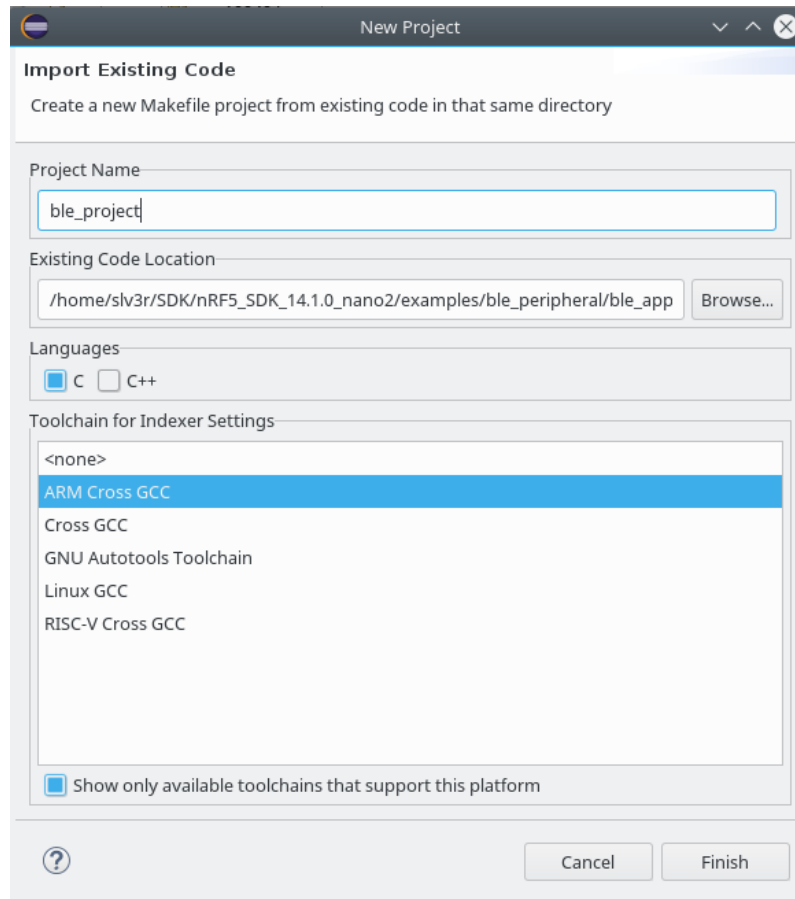 New Project
Import Existing Code
Create a new Makefile project from existing code in that same directory
Project Name
ble_project
Existing Code Location
/home/slv3r/SDK/nRF5_SDK_14.1.0_nano2/examples/ble_peripheral/ble_app Browse...
Languages
C C++
Toolchain for Indexer Settings
<none>
ARM Cross GCC
Cross GCC
GNU Autotools Toolchain
Linux GCC
RISC-V Cross GCC
Show only available toolchains that support this platform
? Cancel Finish